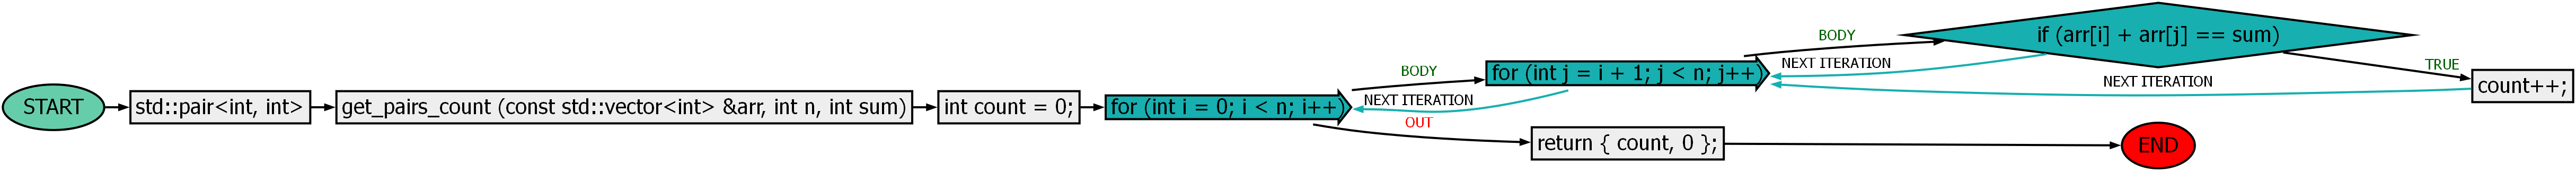 START
std::pair<int, int>
get_pairs_count (const std::vector<int> &arr, int n, int sum)
int count = 0;
for (int i = 0; i < n; i++)
BODY
NEXT ITERATION
OUT
for (int j = i + 1; j < n; j++)
BODY
NEXT ITERATION
if (arr[i] + arr[j] == sum)
TRUE
NEXT ITERATION
count++;
return { count, 0 };
END